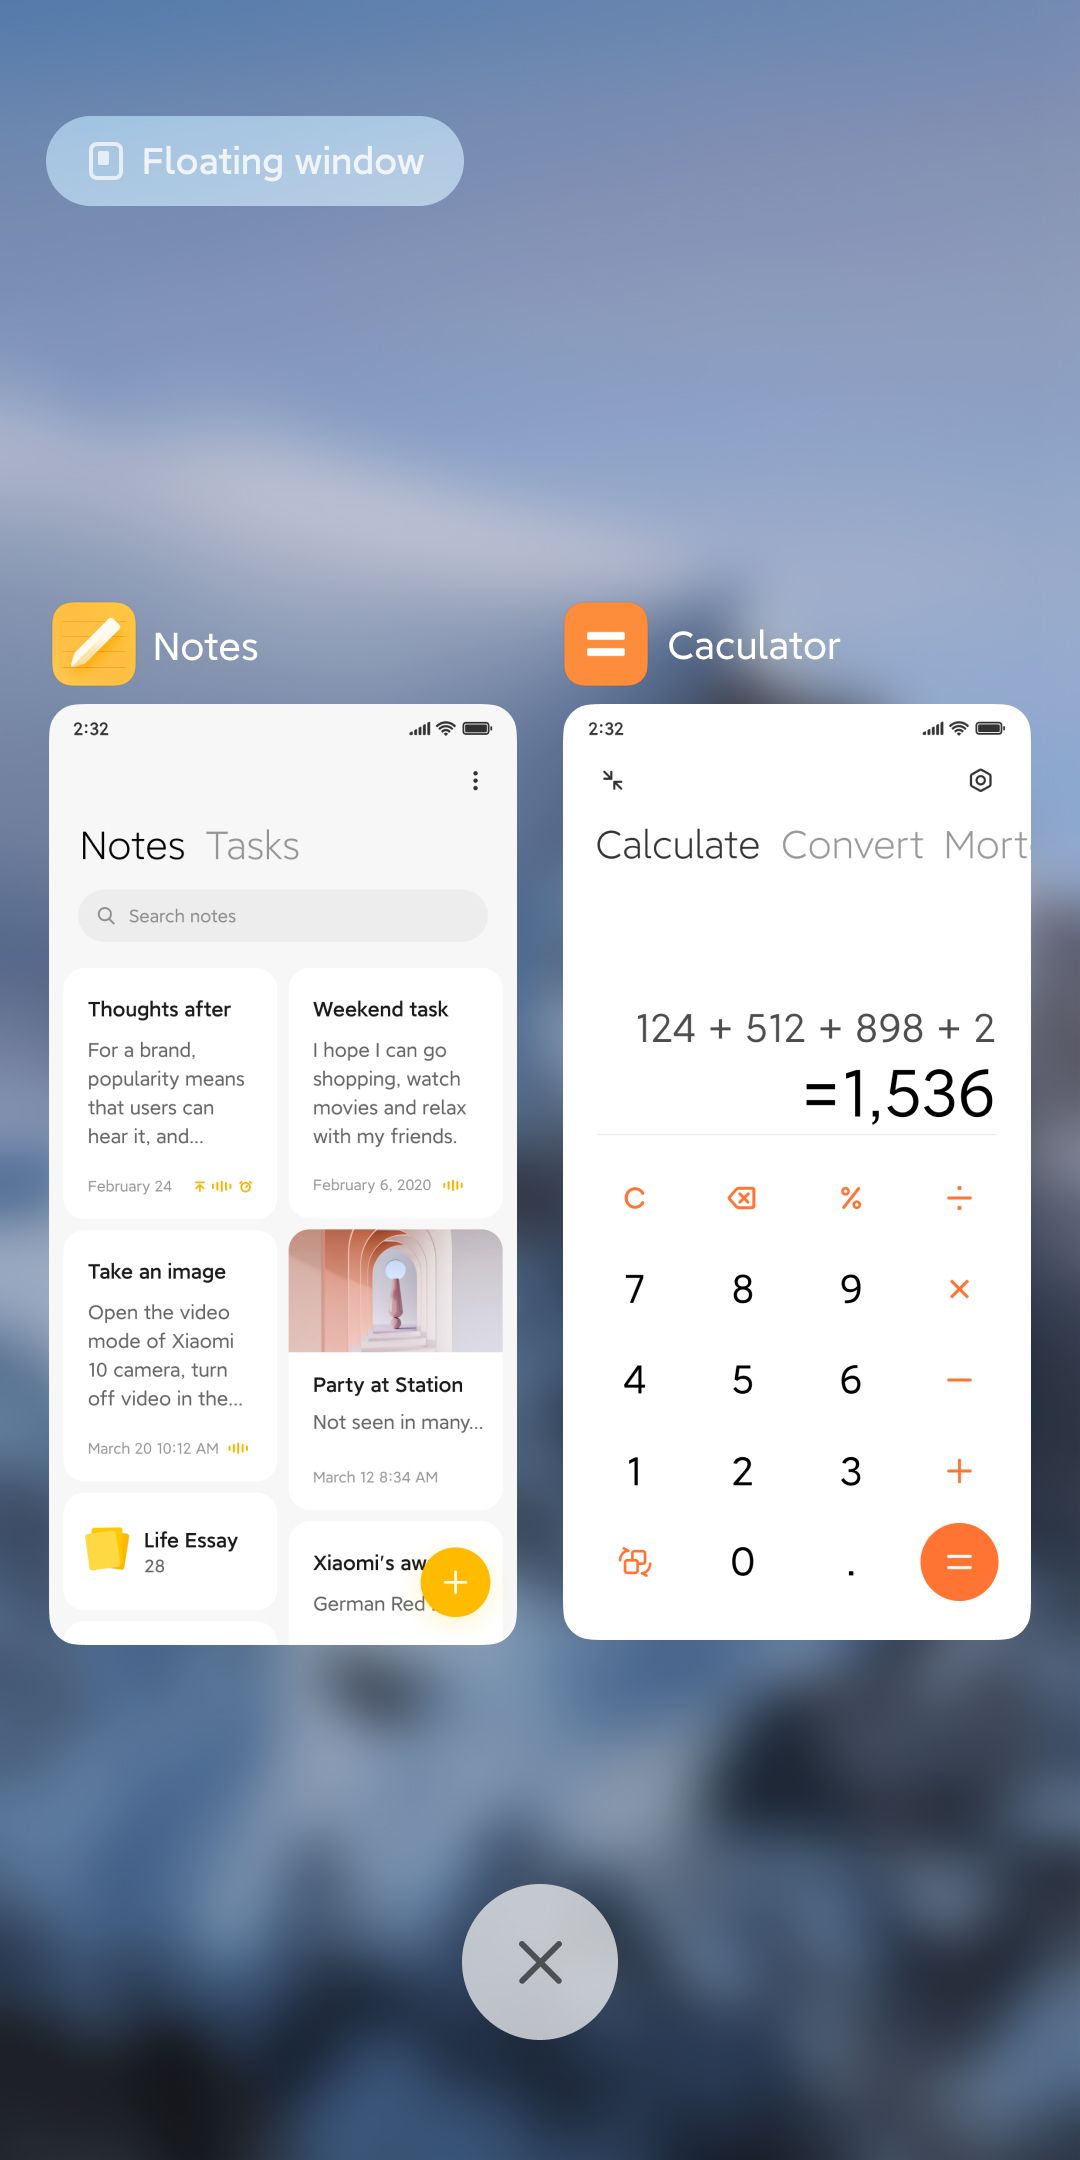 Floating window
Notes
Caculator
2:32
Notes Tasks
Search notes
Thoughts after
For a brand,
popularity means
that users can
hear it, and...
February 24
Weekend task
I hope I can go
shopping, watch
movies and relax
with my friends.
February 6, 2020
Take an image
Open the video
mode of Xiaomi
10 camera, turn
off video in the...
March 20 10:12 AM
Party at Station
Not seen in many...
March 12 8:34 AM
Life Essay
28
Xiaomi's aw
German Red
2:32
Calculate Convert Mort
124 + 512 + 898 + 2
=1,536
C % ÷
7 8 9 ×
4 5 6 −
1 2 3 +
0 . =